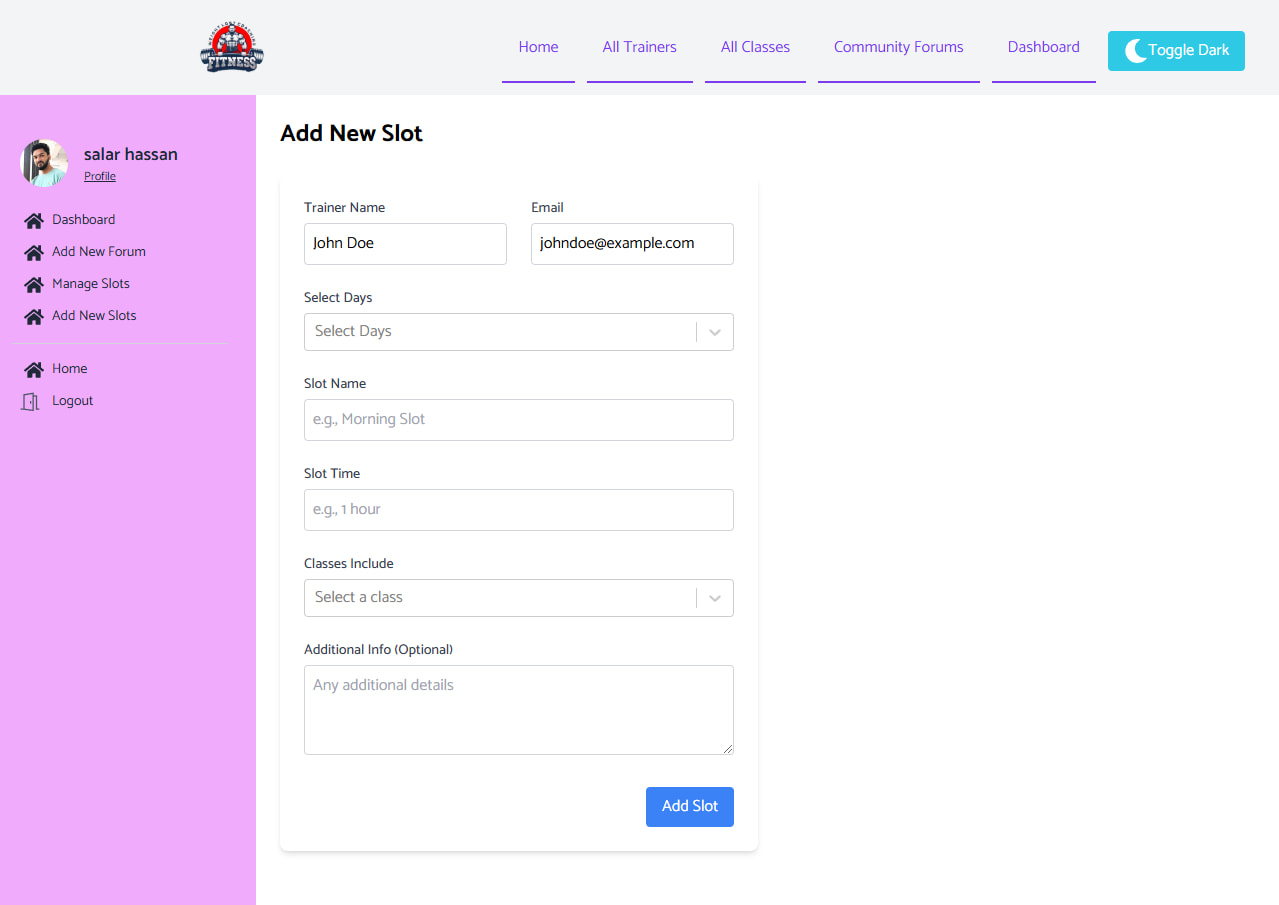 FITNESS
Home All Trainers All Classes Community Forums Dashboard Toggle Dark
salar hassan
Profile
Dashboard
Add New Forum
Manage Slots
Add New Slots
Home
Logout
Add New Slot
Trainer Name Email
John Doe johndoe@example.com
Select Days
Select Days
Slot Name
e.g., Morning Slot
Slot Time
e.g., 1 hour
Classes Include
Select a class
Additional Info (Optional)
Any additional details
Add Slot